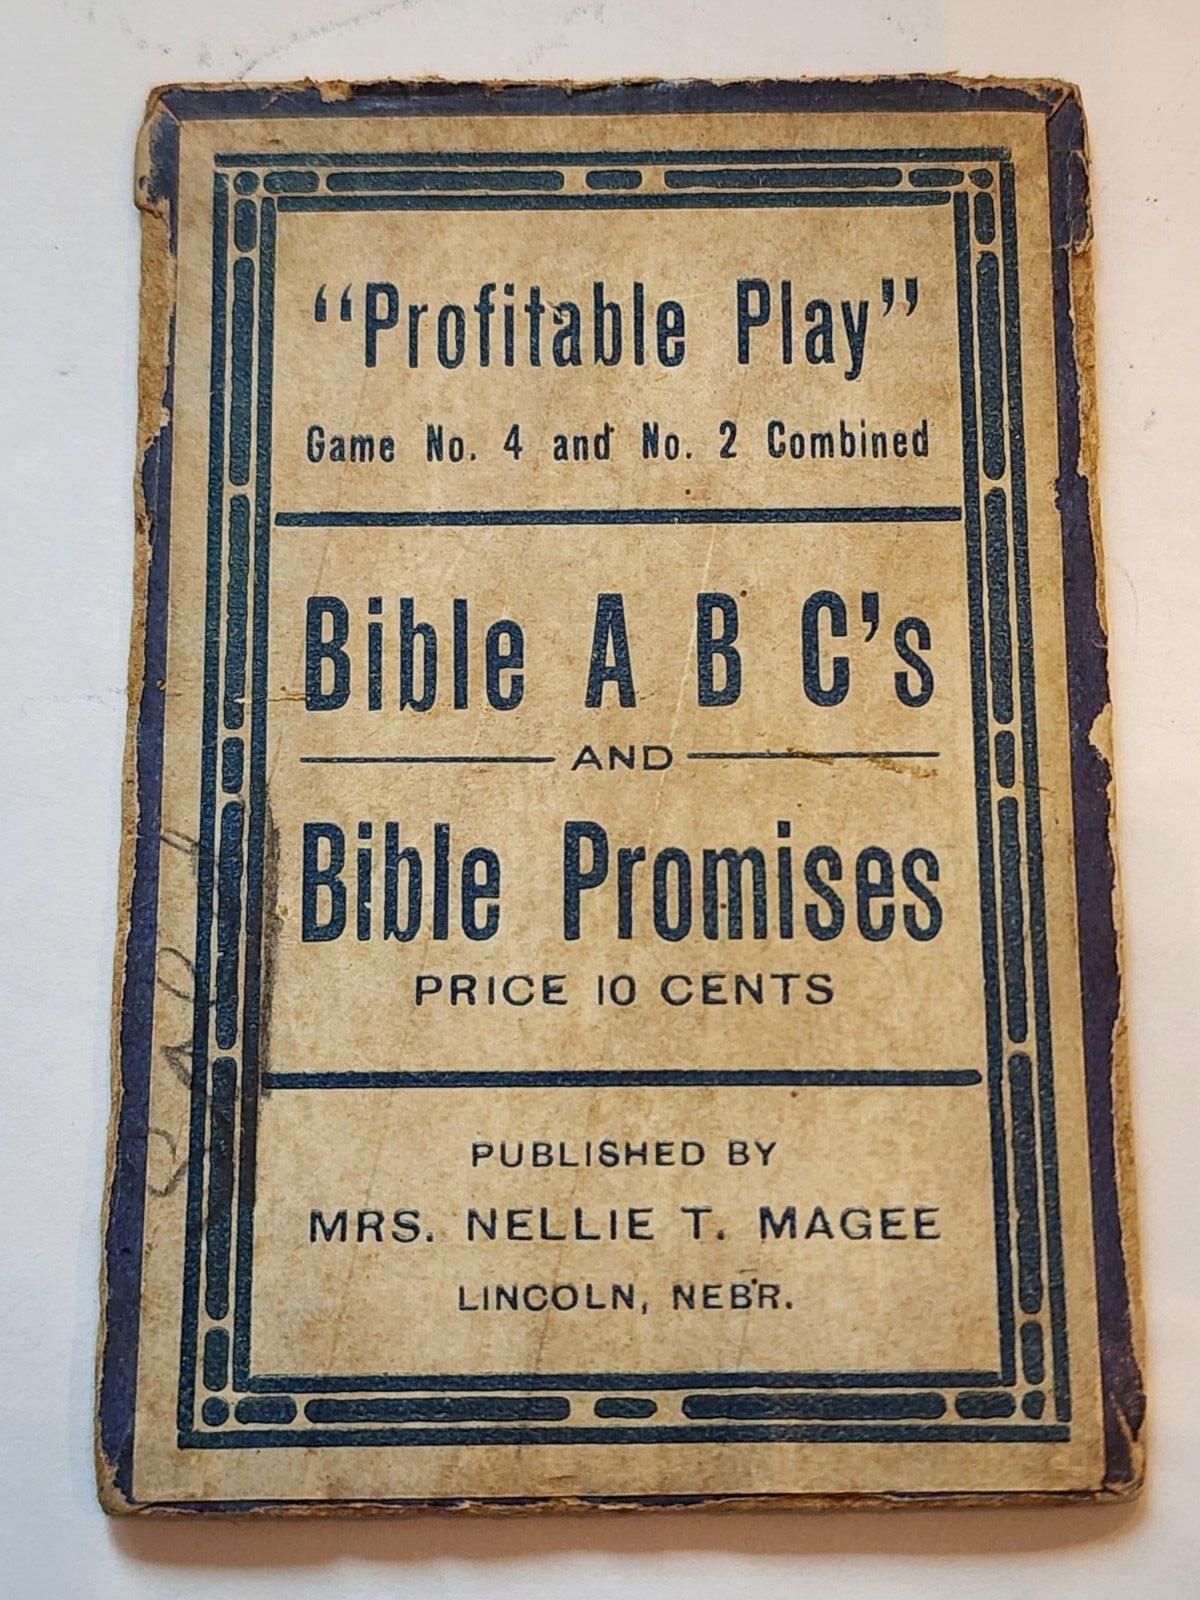 “Profitable Play”
Game No. 4 and No. 2 Combined
Bible A B C's
AND
Bible Promises
PRICE 10 CENTS
PUBLISHED BY
MRS. NELLIE T. MAGEE
LINCOLN, NEBR.